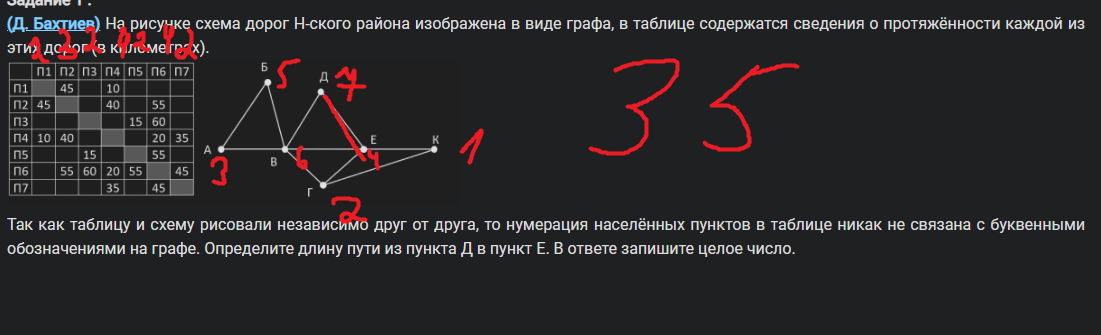 Задание 1 :
(Д. Бахтиев) На рисунке схема дорог Н-ского района изображена в виде графа, в таблице содержатся сведения о протяжённости каждой из
этих дорог (в километрах).
2 3 2 4 2 4 2
П1 П2 П3 П4 П5 П6 П7
П1 45 10
П2 45 40 55
П3 15 60
П4 10 40 20 35
П5 15 55
П6 55 60 20 55 45
П7 35 45
Б 5
Д 7
А 3
В 6
Е 4
К 1
Г 2
35
Так как таблицу и схему рисовали независимо друг от друга, то нумерация населённых пунктов в таблице никак не связана с буквенными
обозначениями на графе. Определите длину пути из пункта Д в пункт Е. В ответе запишите целое число.